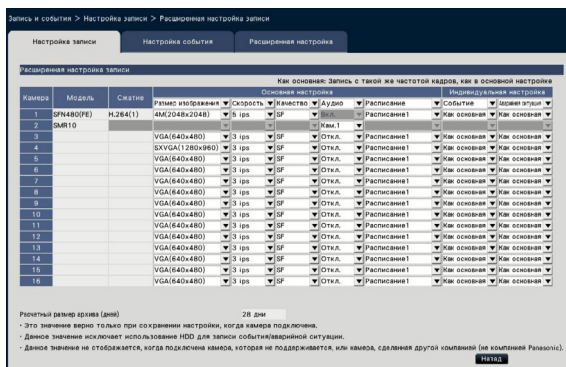 Запись и события > Настройка записи > Расширенная настройка записи
Настройка записи Настройка события Расширенная настройка
Расширенная настройка записи
Как основная: Запись с такой же частотой кадров, как в основной настройке
Камера Модель Сжатие Основная настройка Индивидуальная настройка
Размер изображения Скорость Качество Аудио Расписание Событие Аварийная ситуация
1 SFN480(FE) H.264(1) 4M(2048x2048) 5 ips SF Вкл. Расписание1 Как основная Как основная
2 SMR10 Кам.1
3 VGA(640x480) 3 ips SF Откл. Расписание1 Как основная Как основная
4 SXVGA(1280x960) 3 ips SF Откл. Расписание1 Как основная Как основная
5 VGA(640x480) 3 ips SF Откл. Расписание1 Как основная Как основная
6 VGA(640x480) 3 ips SF Откл. Расписание1 Как основная Как основная
7 VGA(640x480) 3 ips SF Откл. Расписание1 Как основная Как основная
8 VGA(640x480) 3 ips SF Откл. Расписание1 Как основная Как основная
9 VGA(640x480) 3 ips SF Откл. Расписание1 Как основная Как основная
10 VGA(640x480) 3 ips SF Откл. Расписание1 Как основная Как основная
11 VGA(640x480) 3 ips SF Откл. Расписание1 Как основная Как основная
12 VGA(640x480) 3 ips SF Откл. Расписание1 Как основная Как основная
13 VGA(640x480) 3 ips SF Откл. Расписание1 Как основная Как основная
14 VGA(640x480) 3 ips SF Откл. Расписание1 Как основная Как основная
15 VGA(640x480) 3 ips SF Откл. Расписание1 Как основная Как основная
16 VGA(640x480) 3 ips SF Откл. Расписание1 Как основная Как основная
Расчетный размер архива (дней) 28 дни
· Это значение верно только при сохранении настройки, когда камера подключена.
· Данное значение исключает использование HDD для записи события/аварийной ситуации.
· Данное значение не отображается, когда подключена камера, которая не поддерживается, или камера, сделанная другой компанией (не компанией Panasonic).
Назад